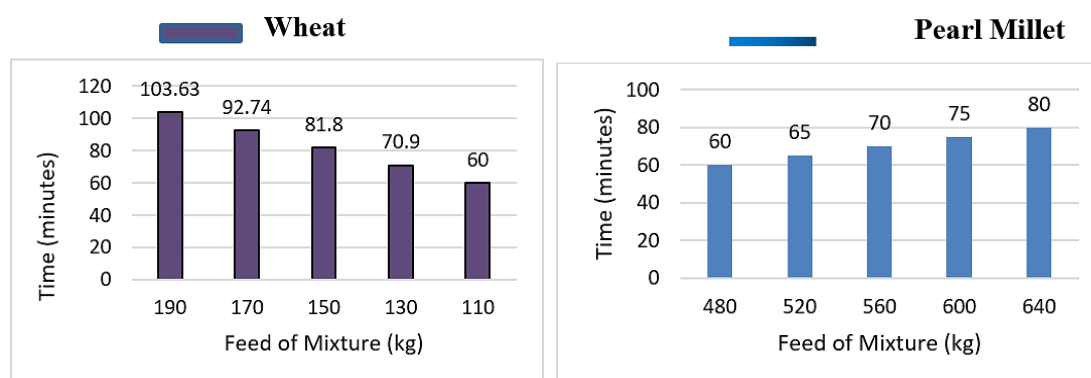 Wheat
Time (minutes)
120
100
80
60
40
20
0
103.63
92.74
81.8
70.9
60
190 170 150 130 110
Feed of Mixture (kg)
Pearl Millet
Time (minutes)
100
80
60
40
20
0
60
65
70
75
80
480 520 560 600 640
Feed of Mixture (kg)